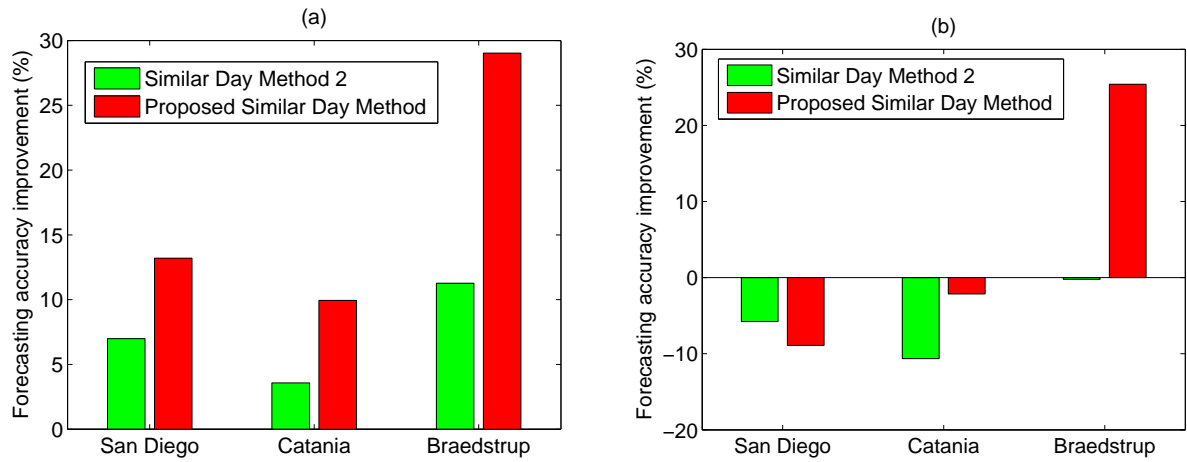 (a)
Forecasting accuracy improvement (%)
30
25
20
15
10
5
0
Similar Day Method 2
Proposed Similar Day Method
San Diego
Catania
Braedstrup
(b)
Forecasting accuracy improvement (%)
30
20
10
0
−10
−20
Similar Day Method 2
Proposed Similar Day Method
San Diego
Catania
Braedstrup